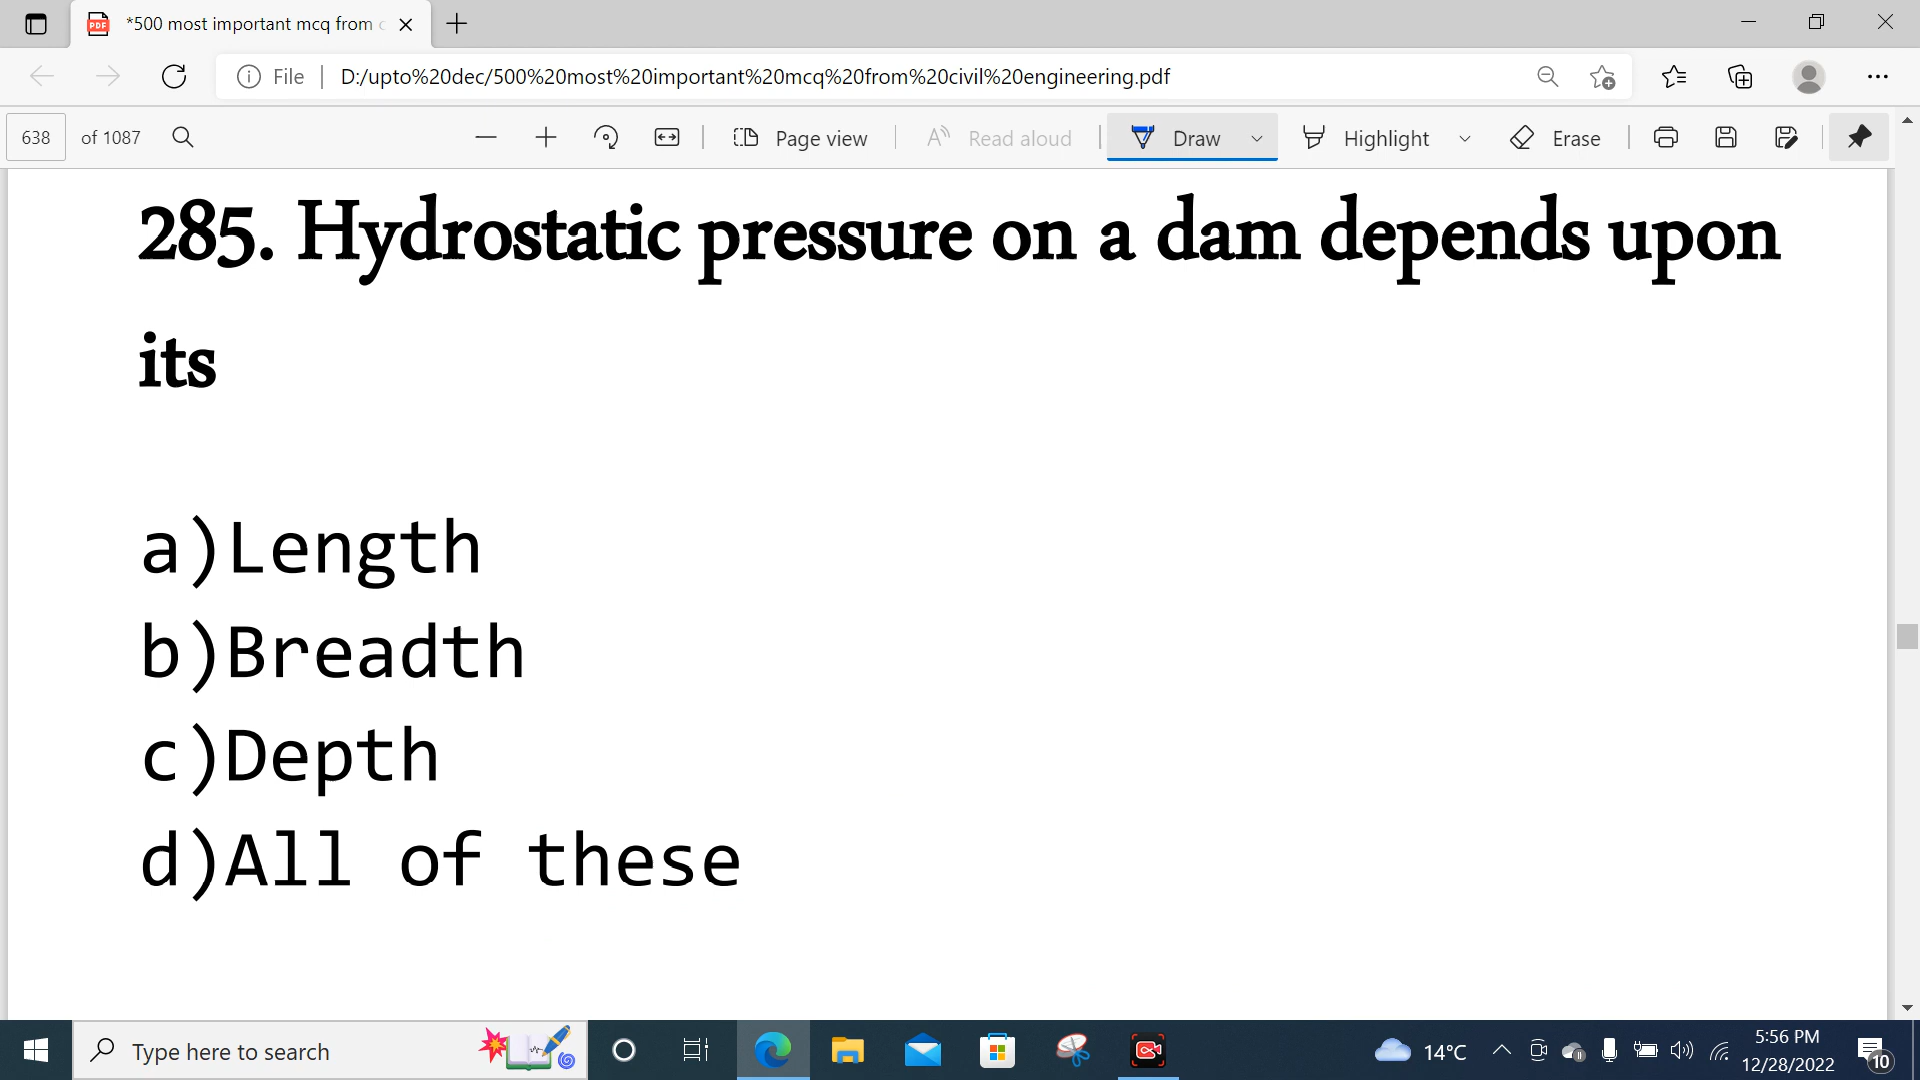 *500 most important mcq from c
File
D:/upto%20dec/500%20most%20important%20mcq%20from%20civil%20engineering.pdf
638 of 1087
Page view
Read aloud
Draw
Highlight
Erase
285. Hydrostatic pressure on a dam depends upon
its
a)Length
b)Breadth
c)Depth
d)All of these
Type here to search
14°C
5:56 PM
12/28/2022
10